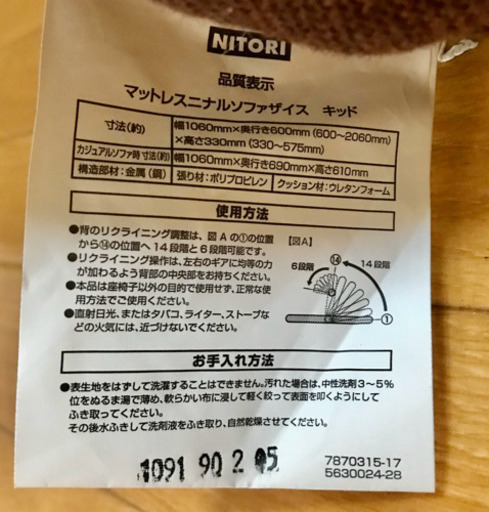 NITORI
品質表示
マットレスニナルソファザイス キッド
寸法(約)
幅1060mm×奥行き600mm(600~2060mm)
×高さ330mm(330~575mm)
カジュアルソファ時寸法(約)
幅1060mm×奥行き690mm×高さ610mm
構造部材:金属(鋼)
張り材:ポリプロピレン
クッション材:ウレタンフォーム
使用方法
●背のリクライニング調整は、図Aの①の位置
から⑭の位置へ14段階と6段階可能です。
●リクライニング操作は、左右のギアに均等の力
が加わるよう背部の中央部をお持ちください。
●本品は座椅子以外の目的で使用せず、正常な使
用方法でご使用ください。
●直射日光、またはタバコ、ライター、ストーブなど
の火気には、近づけないでください。
【図A】
⑭
6段階
14段階
①
お手入れ方法
●表生地をはずして洗濯することはできません。汚れた場合は、中性洗剤3~5%
位をぬるま湯で薄め、軟らかい布に浸して軽く絞って表面を叩くようにして
ふき取ってください。
その後水ふきして洗剤液をふき取り、自然乾燥させてください。
1091 90 2 05
7870315-17
5630024-28